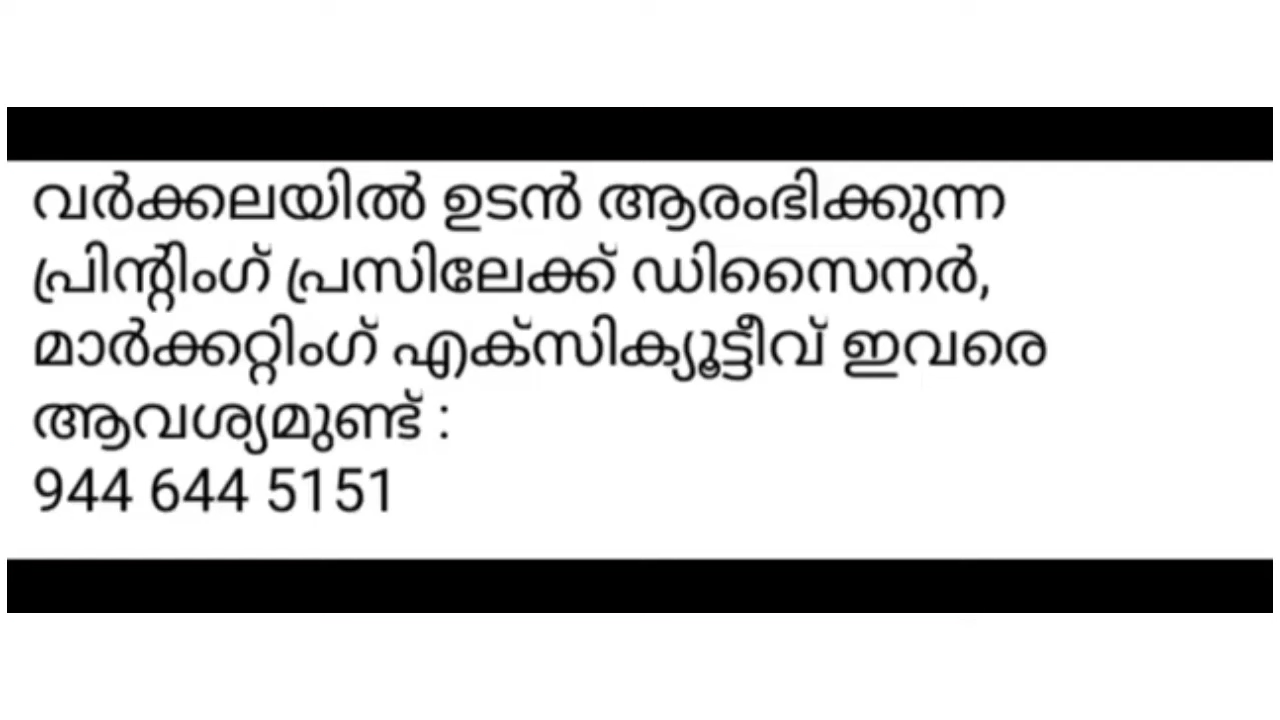 വർക്കലയിൽ ഉടൻ ആരംഭിക്കുന്ന
പ്രിന്റിംഗ് പ്രസിലേക്ക് ഡിസൈനർ,
മാർക്കറ്റിംഗ് എക്സിക്യൂട്ടീവ് ഇവരെ
ആവശ്യമുണ്ട് :
944 644 5151